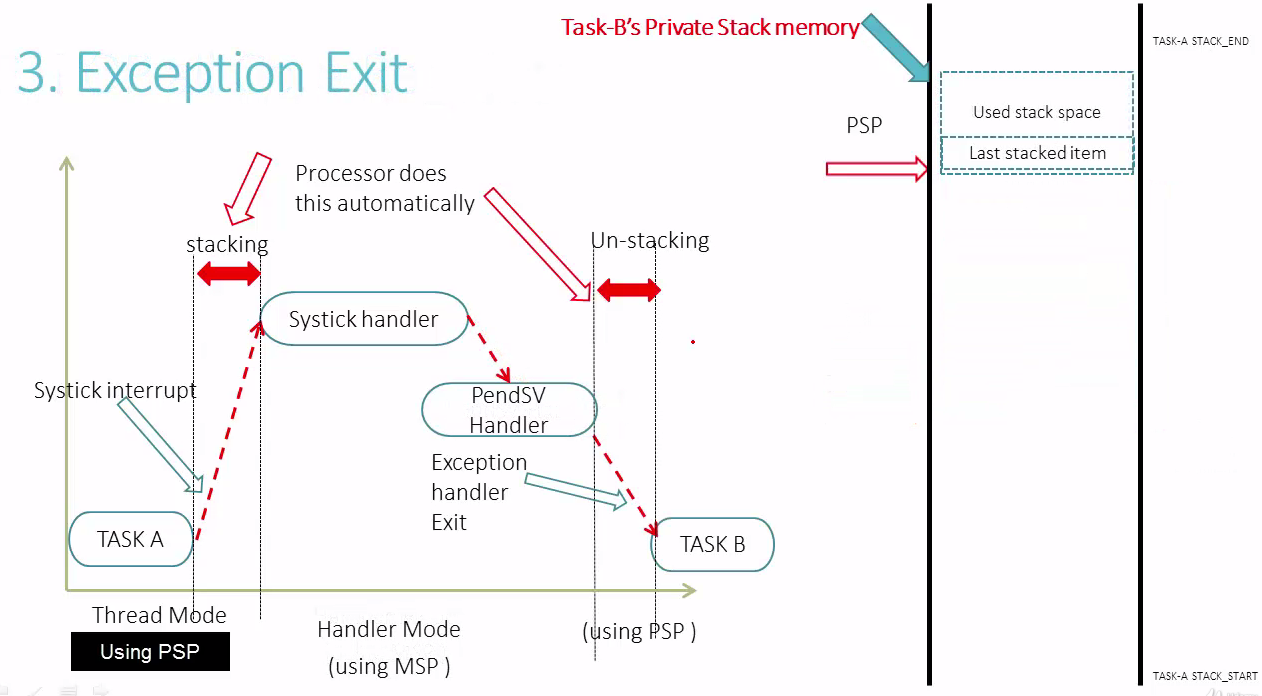 Task-B’s Private Stack memory
TASK-A STACK_END
3. Exception Exit
Used stack space
PSP
Last stacked item
Processor does
this automatically
stacking
Un-stacking
Systick handler
Systick interrupt
PendSV
Handler
Exception
handler
Exit
TASK A
TASK B
Thread Mode
Using PSP
Handler Mode
(using MSP )
(using PSP )
TASK-A STACK_START